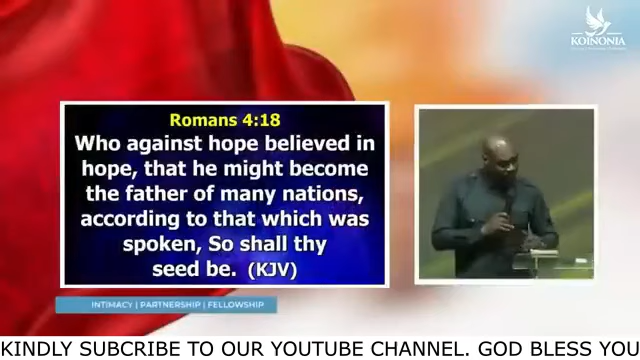 KOINONIA
Romans 4:18
Who against hope believed in
hope, that he might become
the father of many nations,
according to that which was
spoken, So shall thy
seed be. (KJV)
INTIMACY | PARTNERSHIP | FELLOWSHIP
KINDLY SUBCRIBE TO OUR YOUTUBE CHANNEL. GOD BLESS YOU